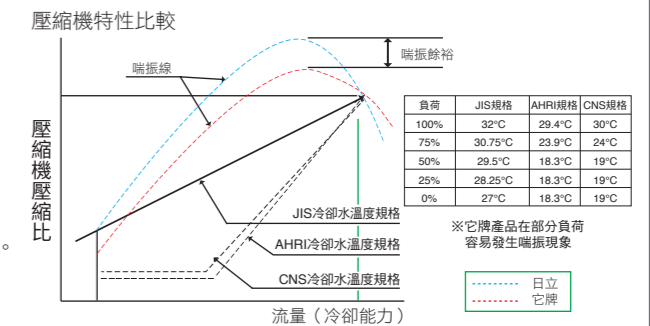 壓縮機特性比較
喘振餘裕
喘振線
壓縮機壓縮比
負荷 JIS規格 AHRI規格 CNS規格
100% 32°C 29.4°C 30°C
75% 30.75°C 23.9°C 24°C
50% 29.5°C 18.3°C 19°C
25% 28.25°C 18.3°C 19°C
0% 27°C 18.3°C 19°C
JIS冷卻水溫度規格
AHRI冷卻水溫度規格
CNS冷卻水溫度規格
※它牌產品在部分負荷
容易發生喘振現象
日立
它牌
流量（冷卻能力）
。